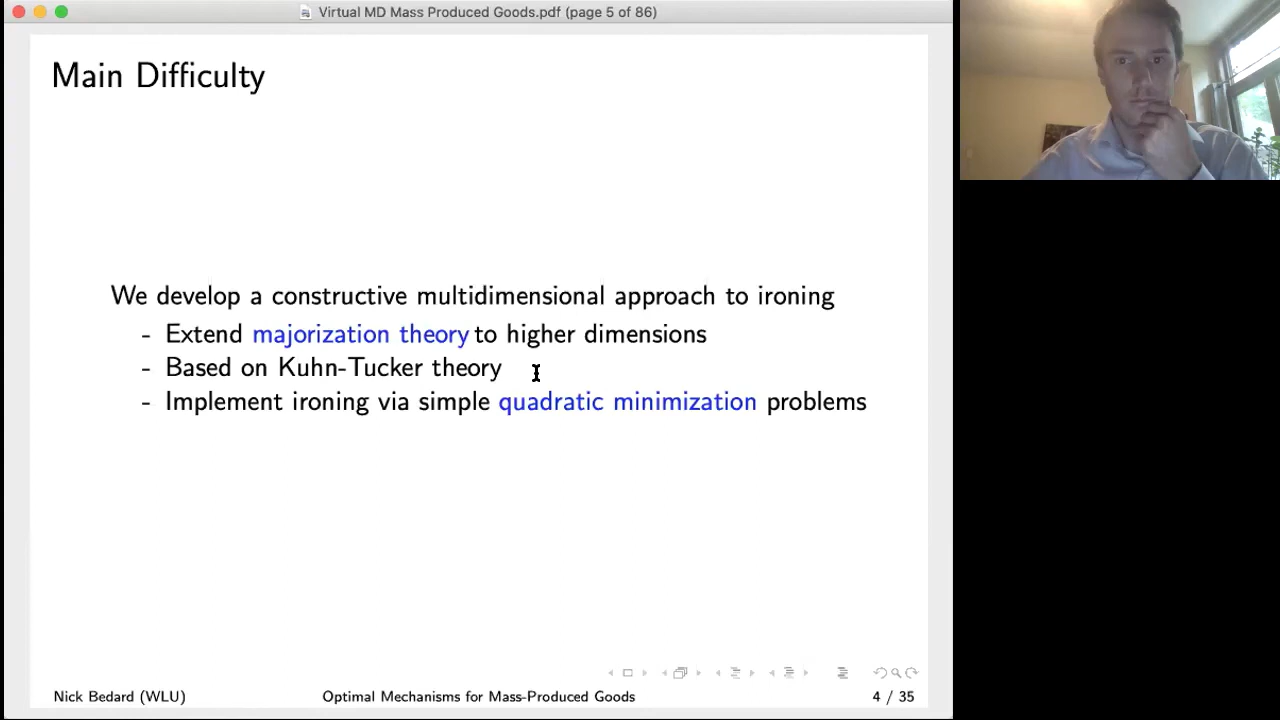 Virtual MD Mass Produced Goods.pdf (page 5 of 86)
Main Difficulty
We develop a constructive multidimensional approach to ironing
- Extend majorization theory to higher dimensions
- Based on Kuhn-Tucker theory
- Implement ironing via simple quadratic minimization problems
Nick Bedard (WLU) Optimal Mechanisms for Mass-Produced Goods 4 / 35